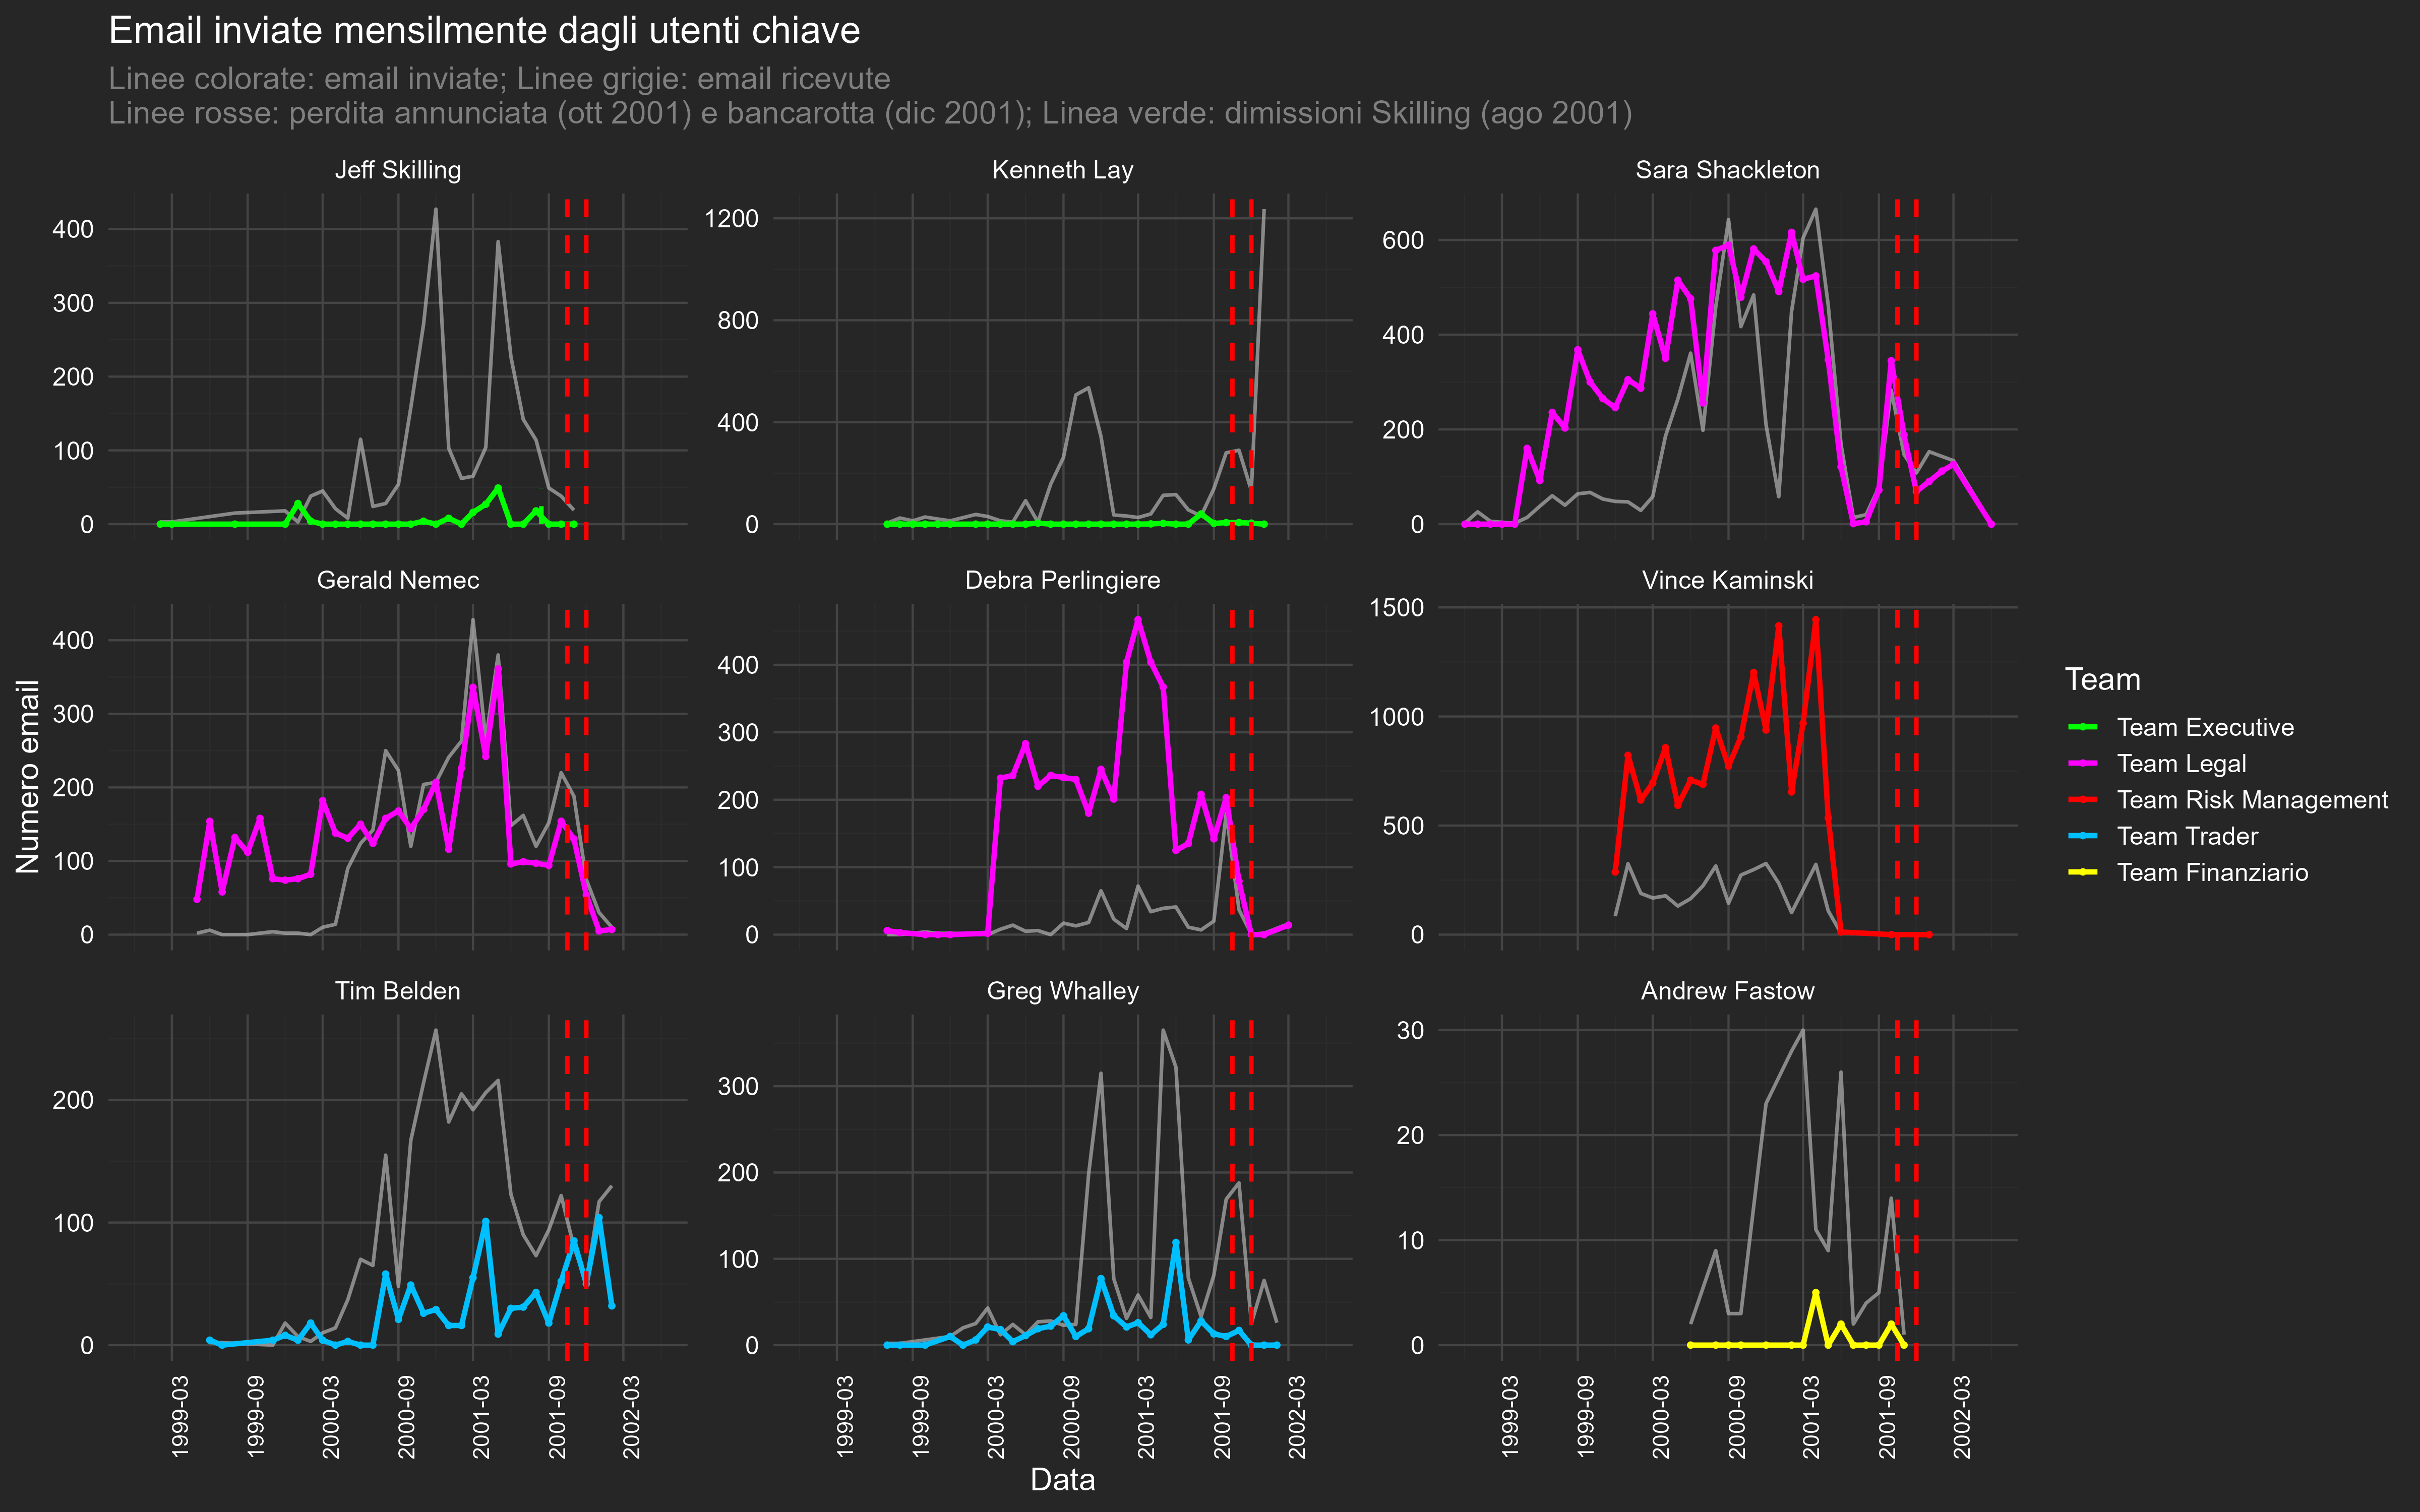 Email inviate mensilmente dagli utenti chiave
Linee colorate: email inviate; Linee grigie: email ricevute
Linee rosse: perdita annunciata (ott 2001) e bancarotta (dic 2001); Linea verde: dimissioni Skilling (ago 2001)
Jeff Skilling
400
300
200
100
0
Kenneth Lay
1200
800
400
0
Sara Shackleton
600
400
200
0
Numero email
Gerald Nemec
400
300
200
100
0
Debra Perlingiere
400
300
200
100
0
Vince Kaminski
1500
1000
500
0
Tim Belden
200
100
0
1999-03
1999-09
2000-03
2000-09
2001-03
2001-09
2002-03
Greg Whalley
300
200
100
0
1999-03
1999-09
2000-03
2000-09
2001-03
2001-09
2002-03
Andrew Fastow
30
20
10
0
1999-03
1999-09
2000-03
2000-09
2001-03
2001-09
2002-03
Data
Team
Team Executive
Team Legal
Team Risk Management
Team Trader
Team Finanziario